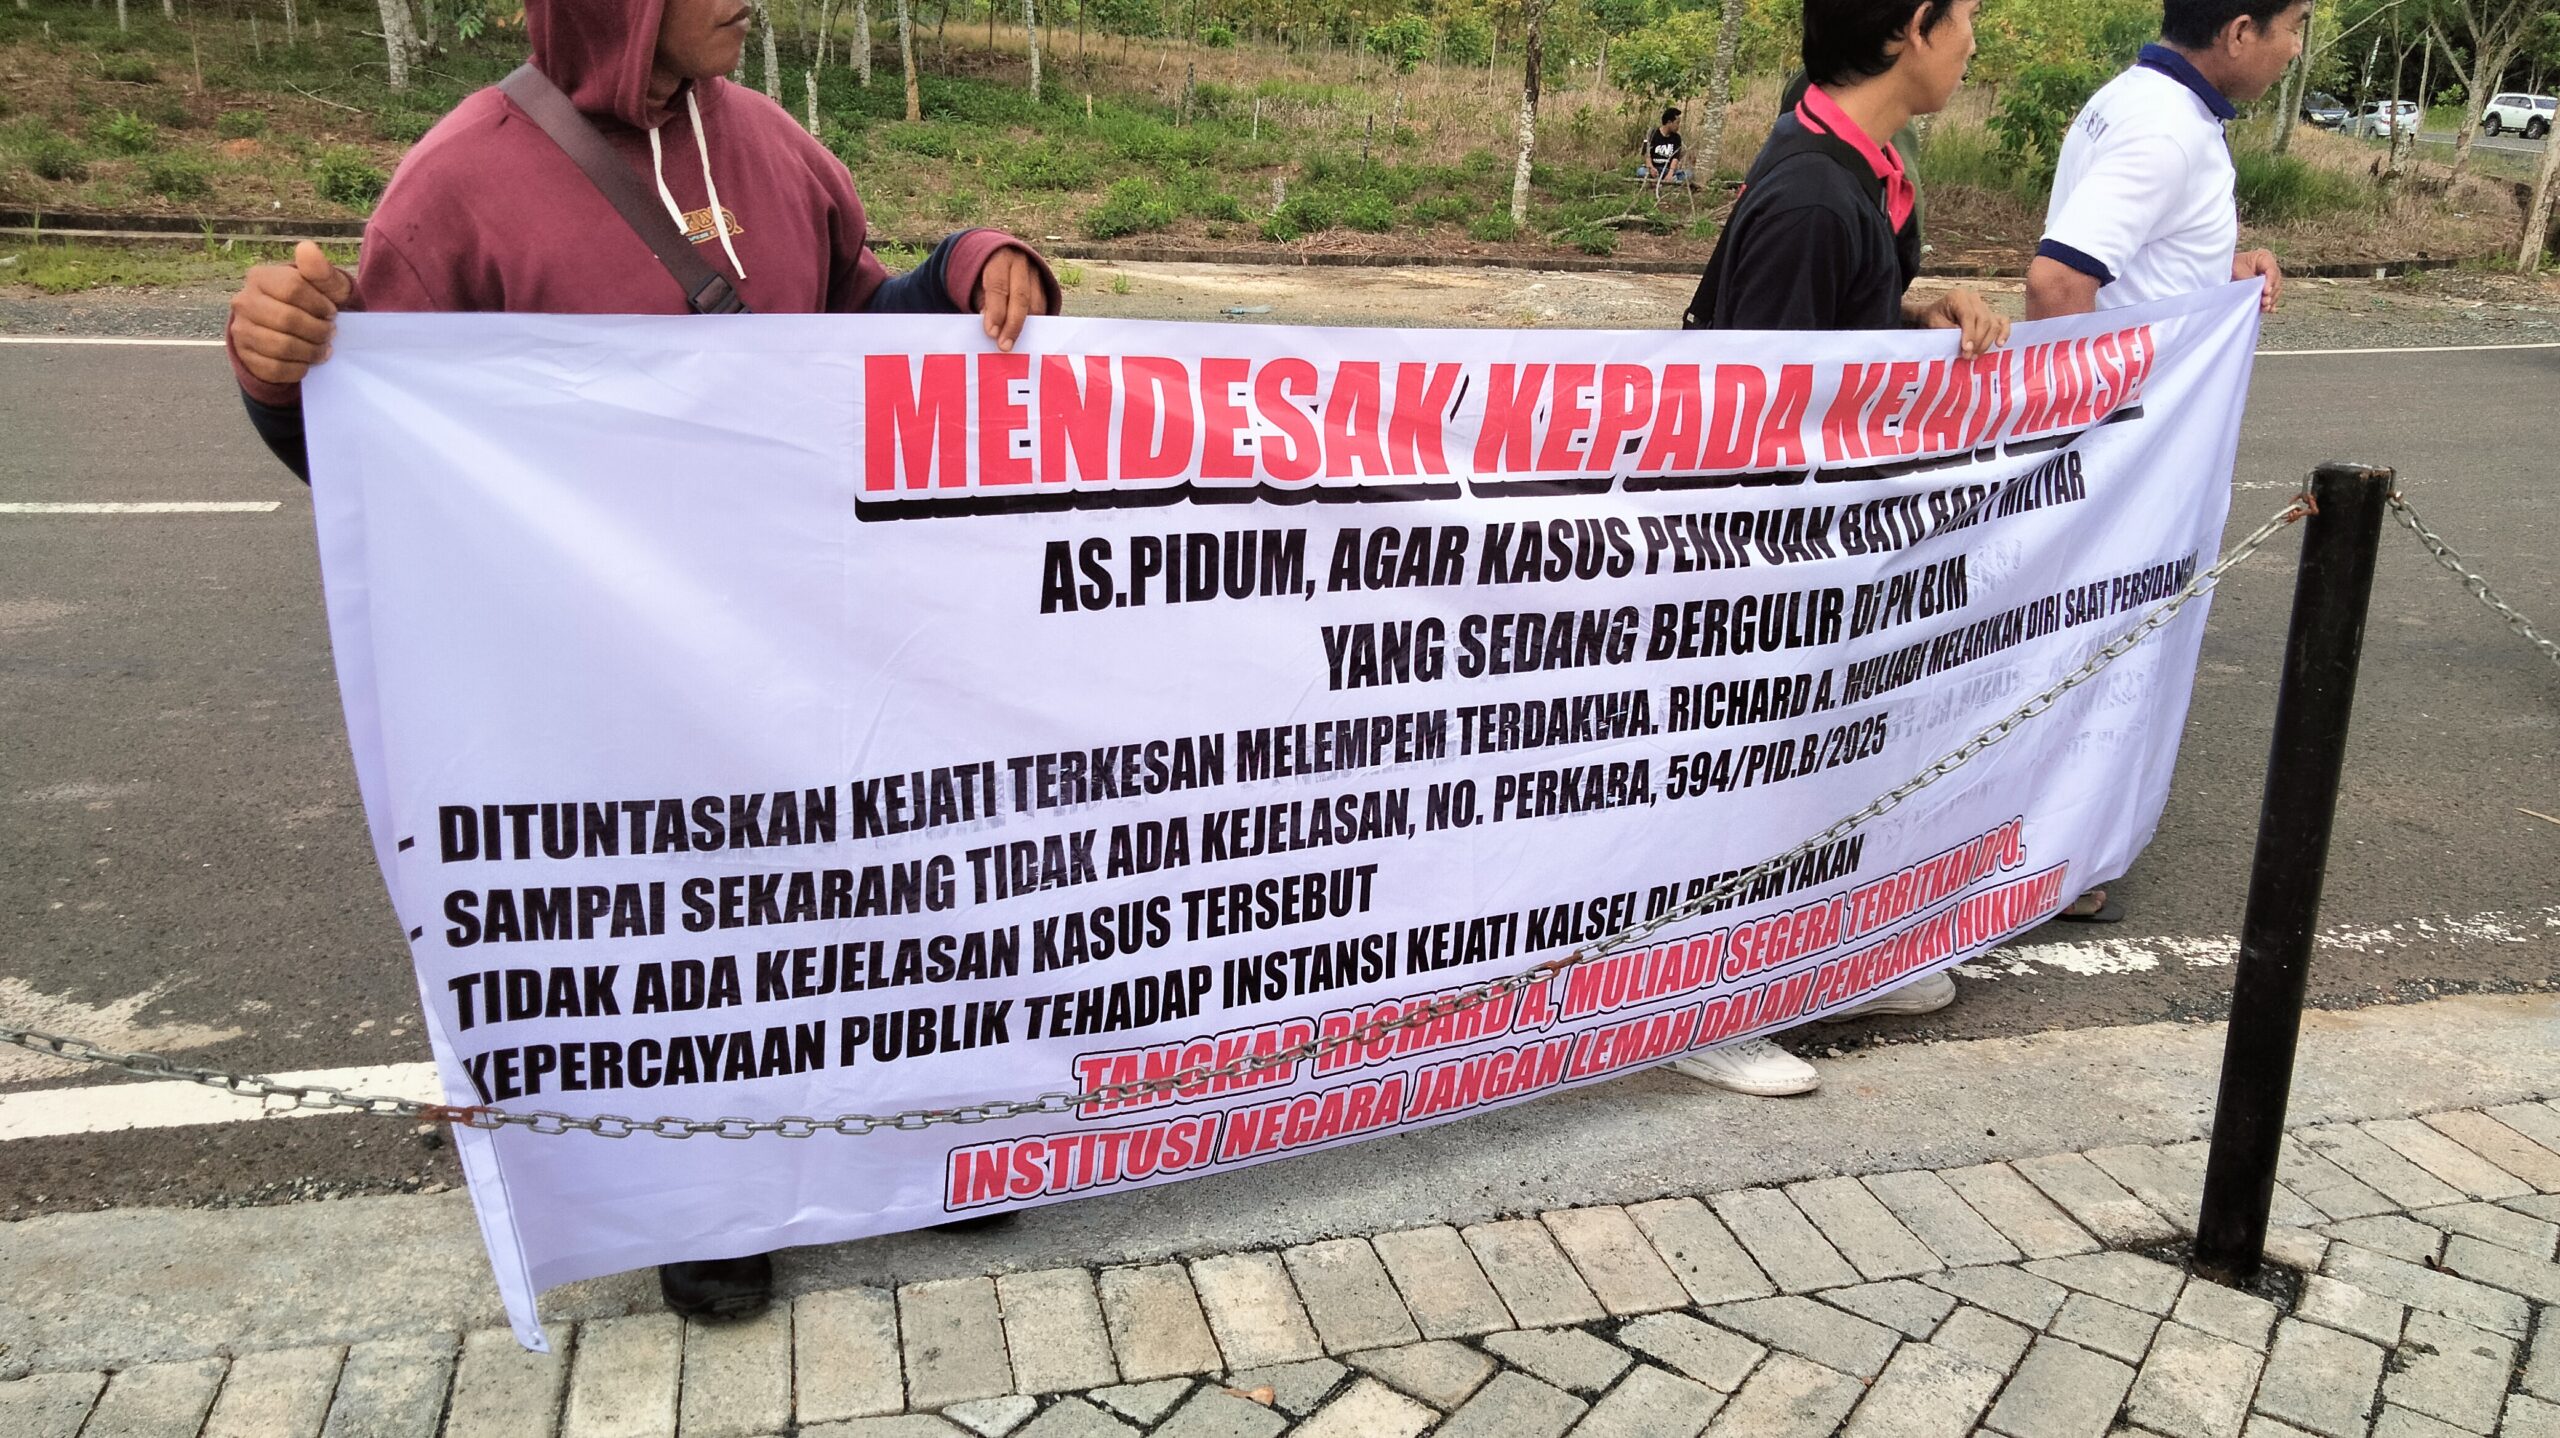 MENDESAK KEPADA KEJATI KALSEL
AS.PIDUM, AGAR KASUS PENIPUAN BATU BARA MILIYAR
YANG SEDANG BERGULIR Di PN BJM
- DITUNTASKAN KEJATI TERKESAN MELEMPEM TERDAKWA. RICHARD A. MULIADI MELARIKAN DIRI SAAT PERSIDANGAN
- SAMPAI SEKARANG TIDAK ADA KEJELASAN, NO. PERKARA, 594/PID.B/2025
TIDAK ADA KEJELASAN KASUS TERSEBUT
KEPERCAYAAN PUBLIK TEHADAP INSTANSI KEJATI KALSEL DI PERTANYAKAN
TANGKAP RICHARD A, MULIADI SEGERA TERBITKAN DPO.
INSTITUSI NEGARA JANGAN LEMAH DALAM PENEGAKAN HUKUM!!!